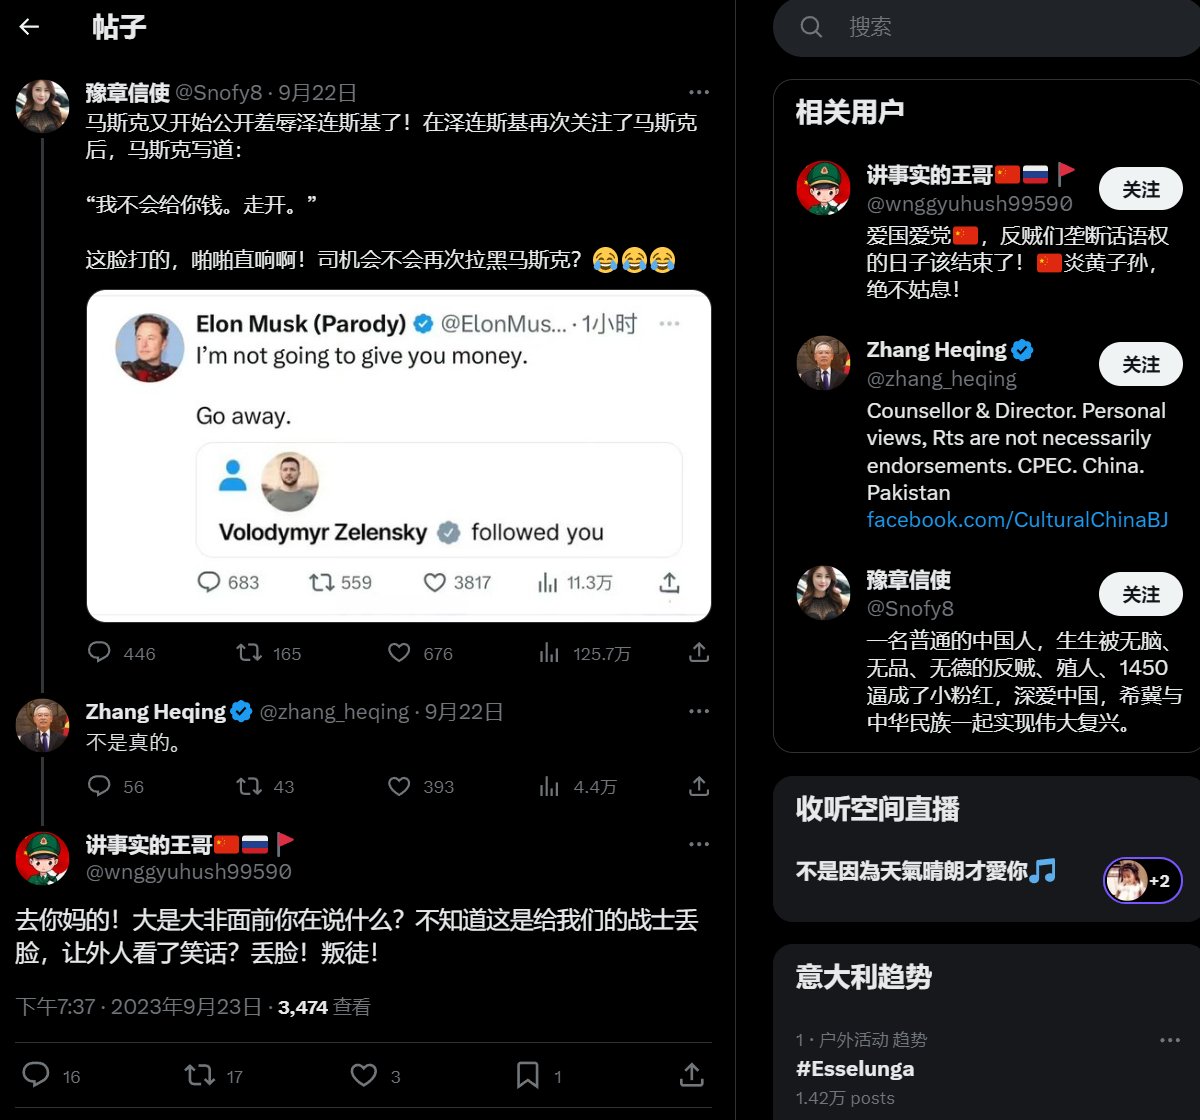 帖子
豫章信使 @Snofy8 · 9月22日
马斯克又开始公开羞辱泽连斯基了！在泽连斯基再次关注了马斯克
后，马斯克写道：
“我不会给你钱。走开。”
这脸打的，啪啪直响啊！司机会不会再次拉黑马斯克？😂😂😂
Elon Musk (Parody) @ElonMus... · 1小时
I’m not going to give you money.
Go away.
Volodymyr Zelensky followed you
683 559 3817 11.3万
446 165 676 125.7万
Zhang Heqing @zhang_heqing · 9月22日
不是真的。
56 43 393 4.4万
讲事实的王哥🇨🇳🇷🇺🚩
@wnggyuhush99590
去你妈的！大是大非面前你在说什么？不知道这是给我们的战士丢
脸，让外人看了笑话？丢脸！叛徒！
下午7:37 · 2023年9月23日 · 3,474 查看
16 17 3 1
搜索
相关用户
讲事实的王哥🇨🇳🇷🇺🚩
@wnggyuhush99590
关注
爱国爱党🇨🇳，反贼们垄断话语权
的日子该结束了！🇨🇳炎黄子孙，
绝不姑息！
Zhang Heqing
@zhang_heqing
关注
Counsellor & Director. Personal
views, Rts are not necessarily
endorsements. CPEC. China.
Pakistan
facebook.com/CulturalChinaBJ
豫章信使
@Snofy8
关注
一名普通的中国人，生生被无脑、
无品、无德的反贼、殖人、1450
逼成了小粉红，深爱中国，希冀与
中华民族一起实现伟大复兴。
收听空间直播
不是因為天氣晴朗才愛你🎵
+2
意大利趋势
1 · 户外活动 趋势
#Esselunga
1.42万 posts